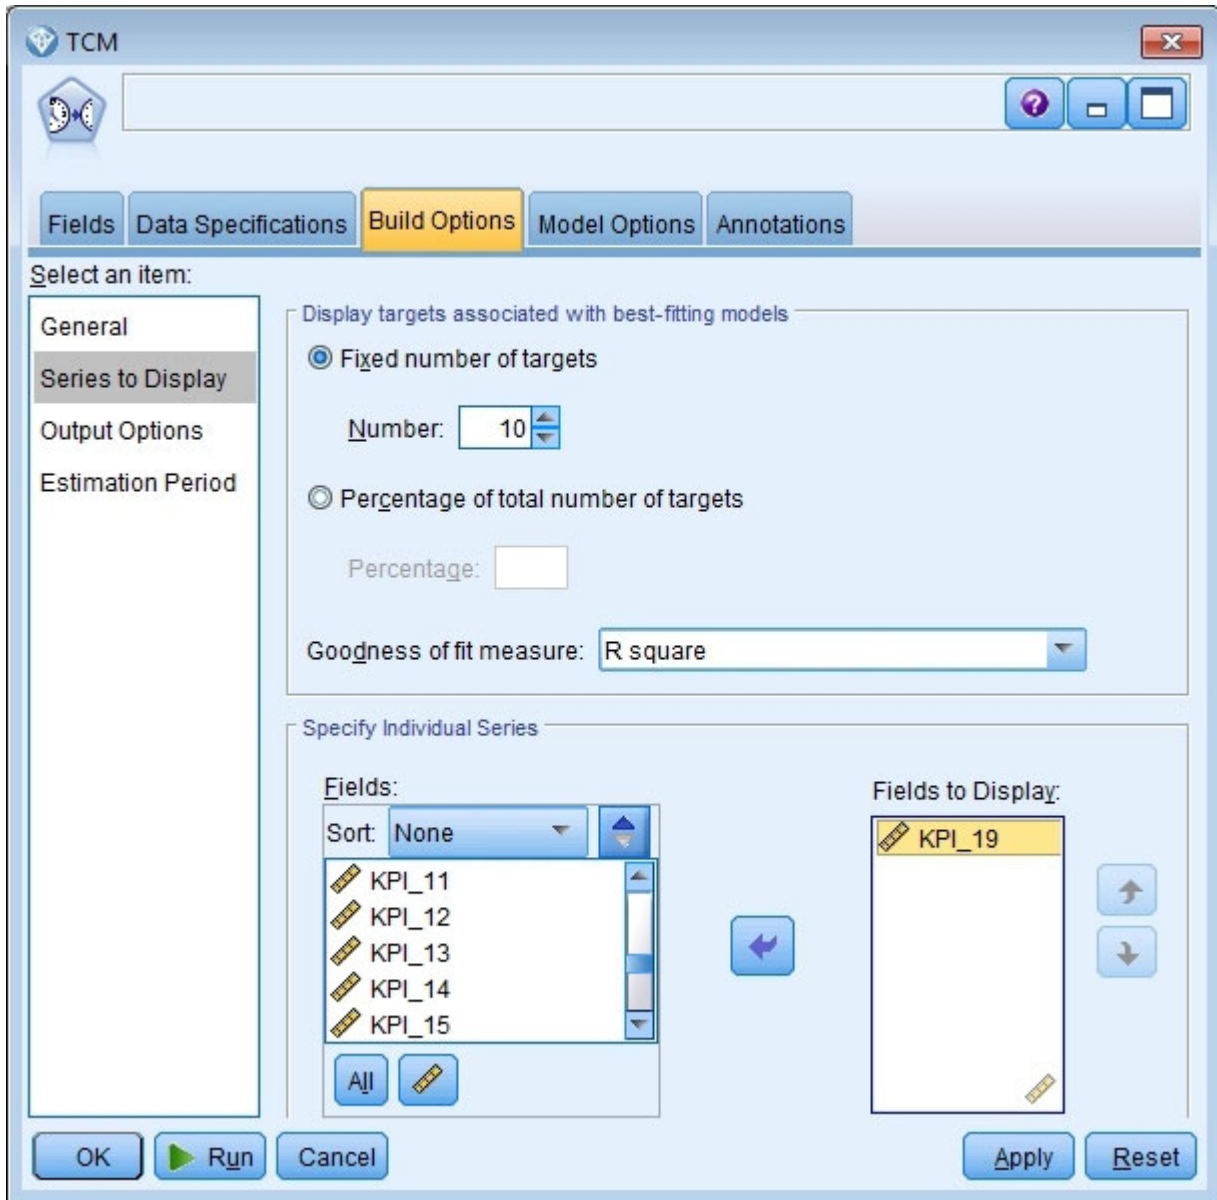 TCM
?
Fields Data Specifications Build Options Model Options Annotations
Select an item:
General
Series to Display
Output Options
Estimation Period
Display targets associated with best-fitting models
Fixed number of targets
Number: 10
Percentage of total number of targets
Percentage:
Goodness of fit measure: R square
Specify Individual Series
Fields:
Sort: None
KPI_11
KPI_12
KPI_13
KPI_14
KPI_15
All
Fields to Display:
KPI_19
OK Run Cancel Apply Reset